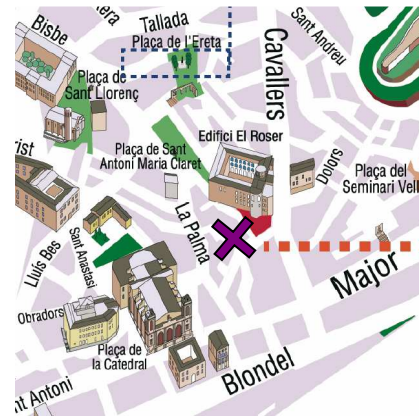 Bisbe
Tallada
Plaça de l'Ereta
Sant Andreu
Cavallers
Plaça de
Sant Llorenç
Edifici El Roser
Plaça de Sant
Antoni Maria Claret
Dolors
Plaça del
Seminari Vell
La Palma
Lluís Bes
Sant Anastasi
Major
Obradors
Plaça de
la Catedral
Blondel
Antoni